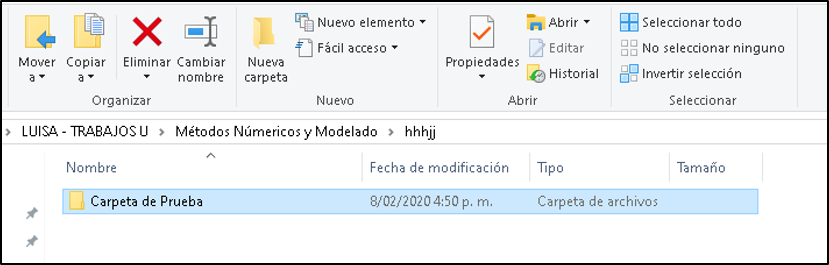 Mover a
Copiar a
Eliminar
Cambiar nombre
Organizar
Nueva carpeta
Nuevo elemento
Fácil acceso
Nuevo
Propiedades
Abrir
Editar
Historial
Abrir
Seleccionar todo
No seleccionar ninguno
Invertir selección
Seleccionar
LUISA - TRABAJOS U > Métodos Númericos y Modelado > hhhjj
Nombre Fecha de modificación Tipo Tamaño
Carpeta de Prueba 8/02/2020 4:50 p. m. Carpeta de archivos